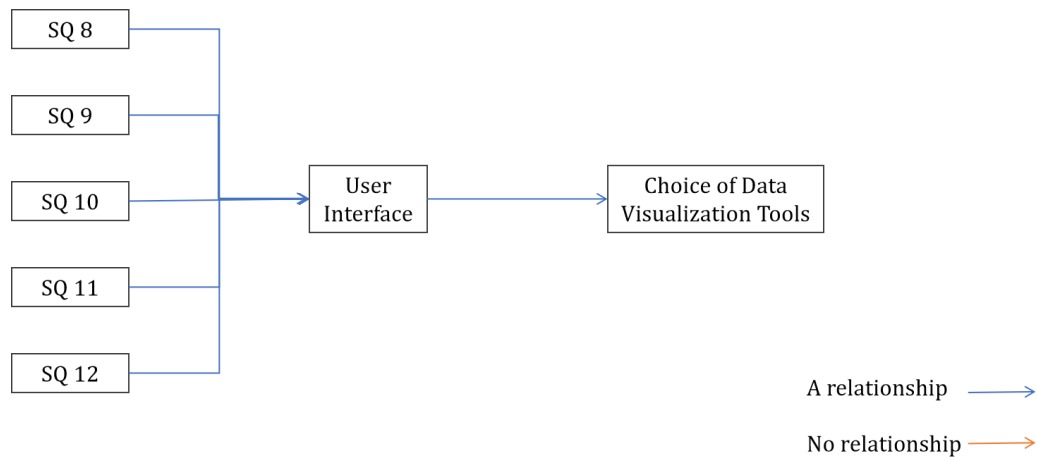 SQ 8
SQ 9
SQ 10
SQ 11
SQ 12
User
Interface
Choice of Data
Visualization Tools
A relationship
No relationship